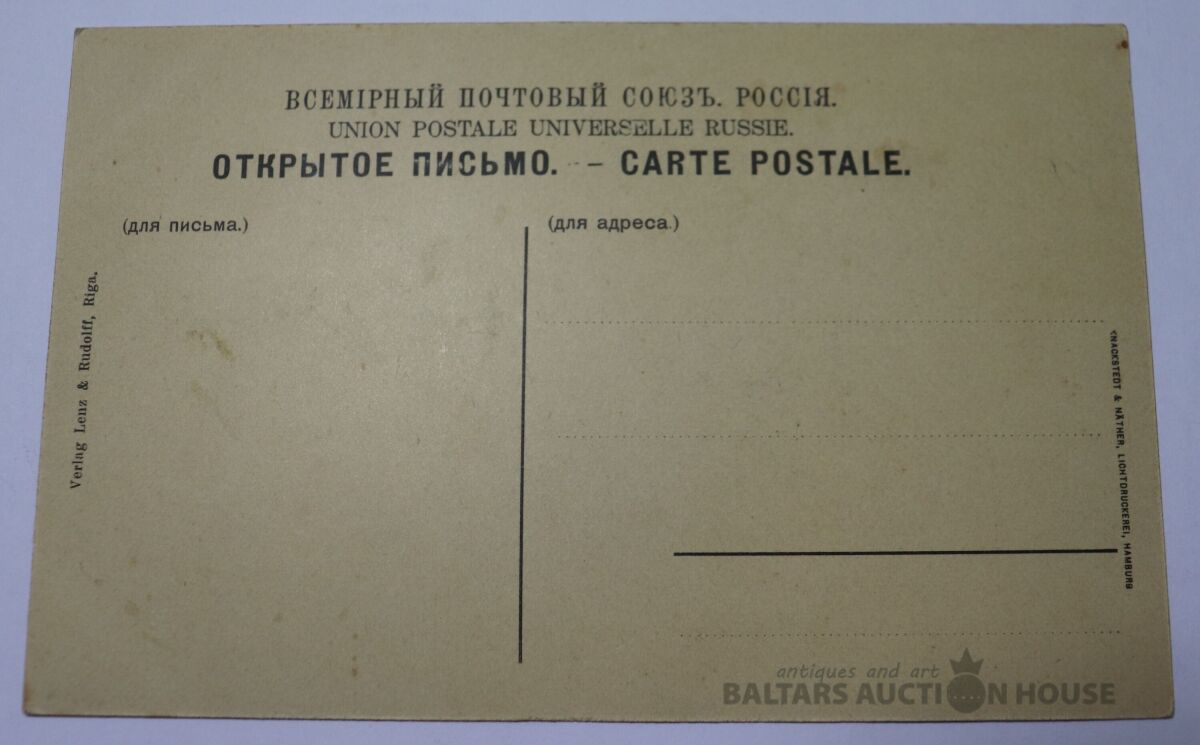 ВСЕМІРНЫЙ ПОЧТОВЫЙ СОЮЗЪ. РОССІЯ.
UNION POSTALE UNIVERSELLE RUSSIE.
ОТКРЫТОЕ ПИСЬМО. - – CARTE POSTALE.
(для письма.)
(для адреса.)
Verlag Lenz & Rudolff, Riga.
KNACKSTEDT & NÄTHER, LICHTDRUCKEREI, HAMBURG
antiques and art
BALTARS AUCTION HOUSE